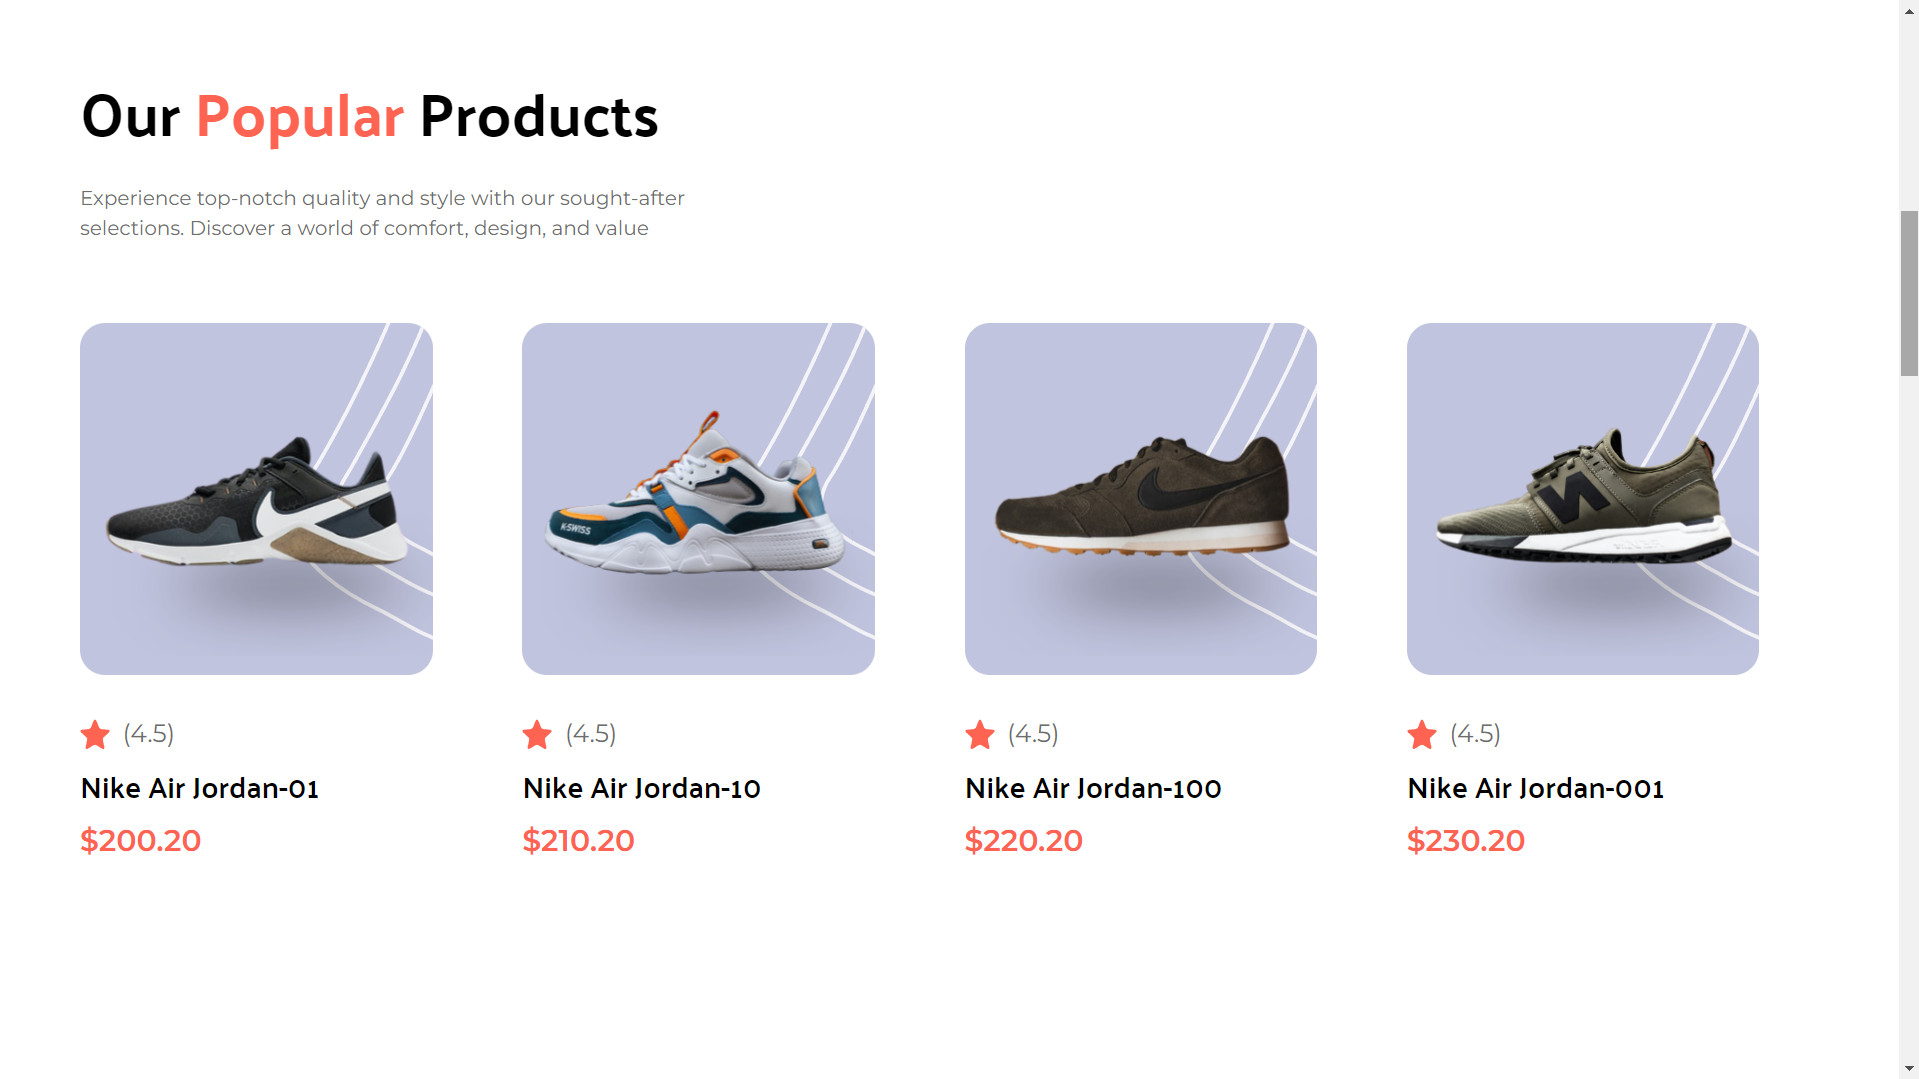 Our Popular Products
Experience top-notch quality and style with our sought-after
selections. Discover a world of comfort, design, and value
K-SWISS
(4.5)
Nike Air Jordan-01
$200.20
(4.5)
Nike Air Jordan-10
$210.20
(4.5)
Nike Air Jordan-100
$220.20
(4.5)
Nike Air Jordan-001
$230.20